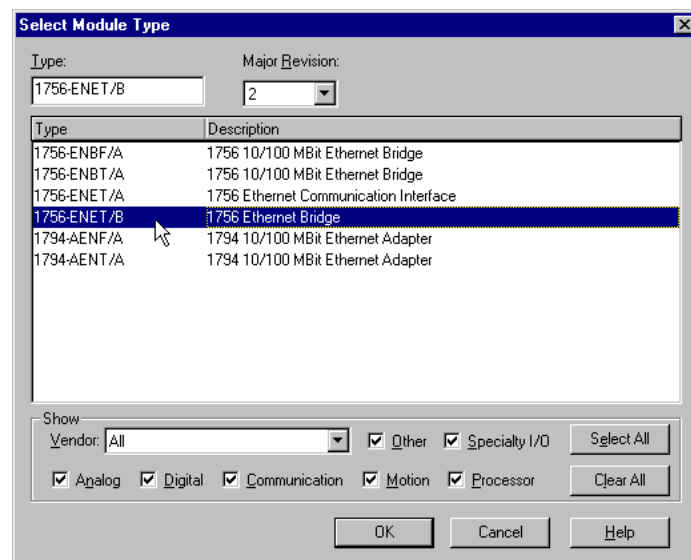 Select Module Type
Type: Major Revision:
1756-ENET/B 2
Type Description
1756-ENBF/A 1756 10/100 MBit Ethernet Bridge
1756-ENBT/A 1756 10/100 MBit Ethernet Bridge
1756-ENET/A 1756 Ethernet Communication Interface
1756-ENET/B 1756 Ethernet Bridge
1794-AENF/A 1794 10/100 MBit Ethernet Adapter
1794-AENT/A 1794 10/100 MBit Ethernet Adapter
Show
Vendor: All Other Specialty I/O Select All
Analog Digital Communication Motion Processor Clear All
OK Cancel Help